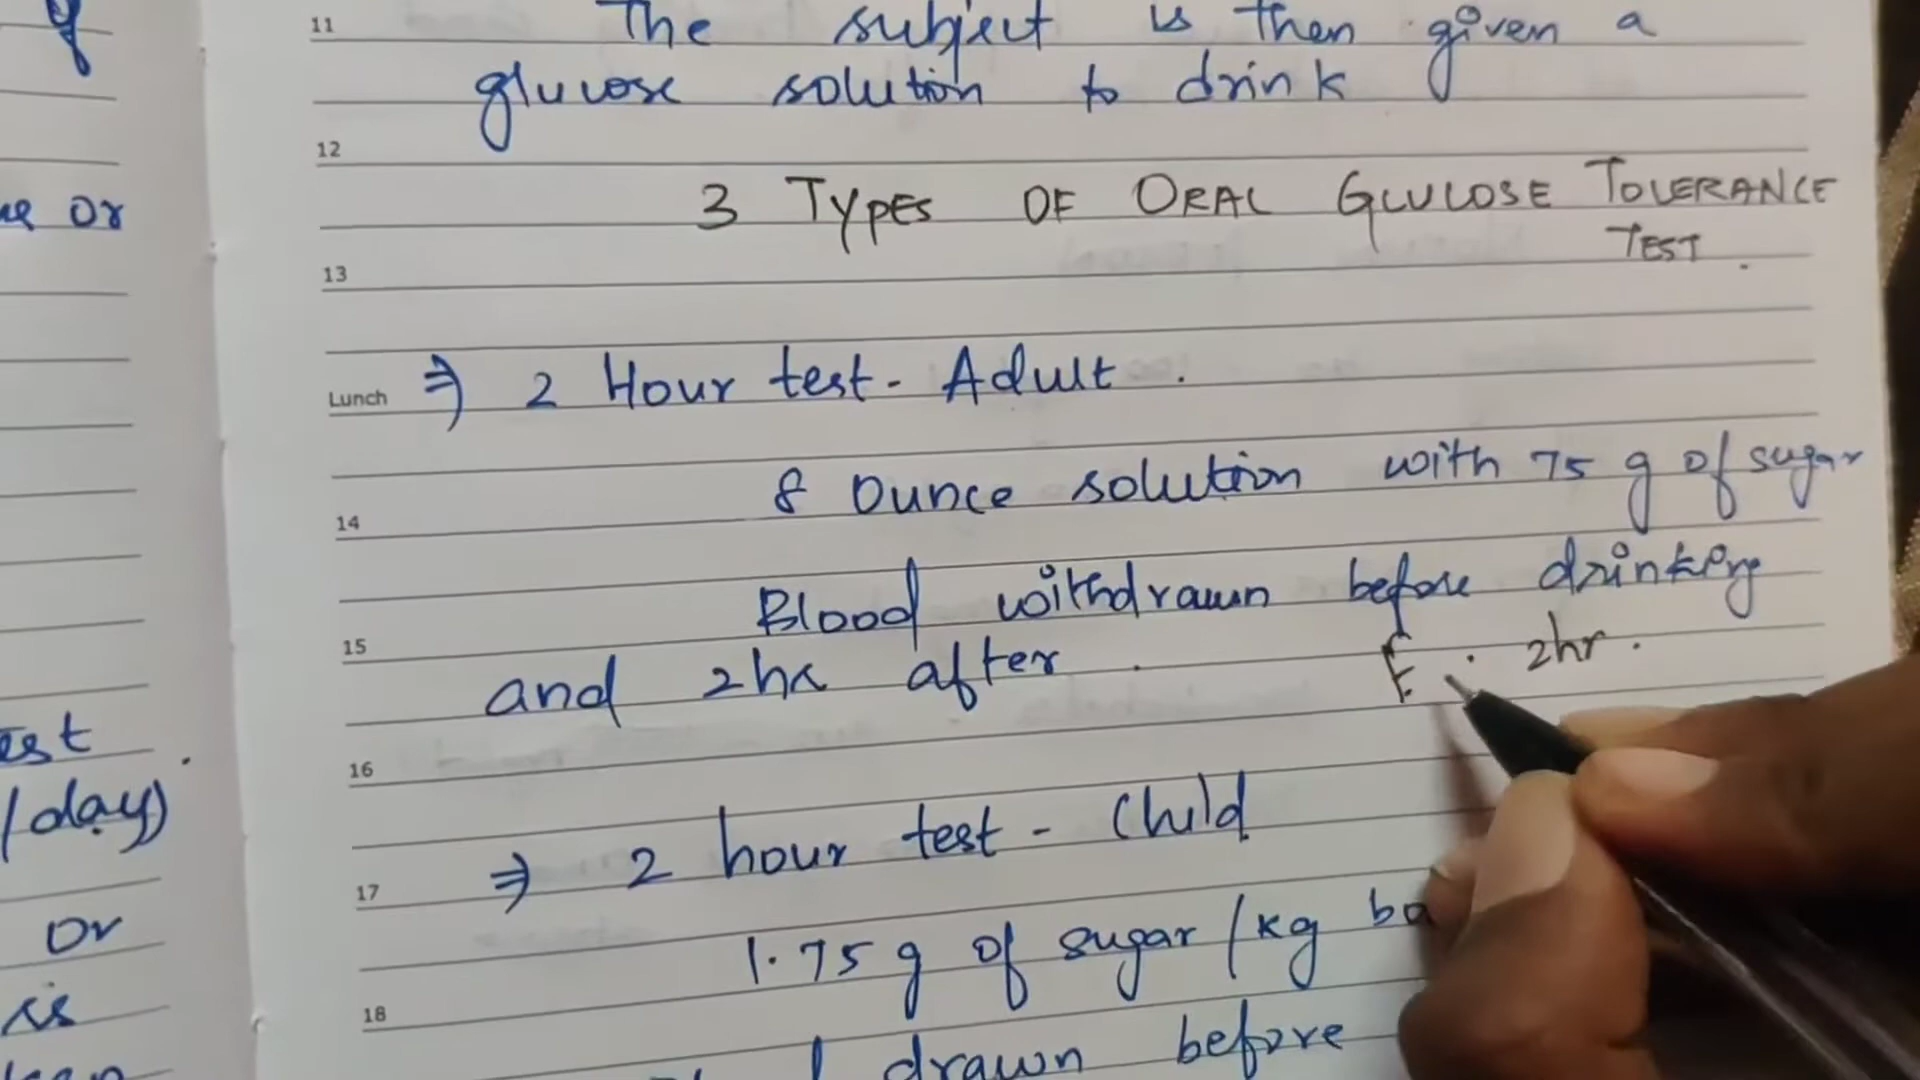 or
est
/day)
or
is
11
The subject is then given a
glucose solution to drink
12
3 TYPES OF ORAL GLUCOSE TOLERANCE
TEST.
13
Lunch ⇒ 2 Hour test - Adult.
8 ounce solution with 75 g of sugar
14
Blood withdrawn before drinking
15
and 2hr after.
F. 2hr.
16
⇒ 2 hour test - Child
17
1.75 g of sugar /kg
18
drawn before